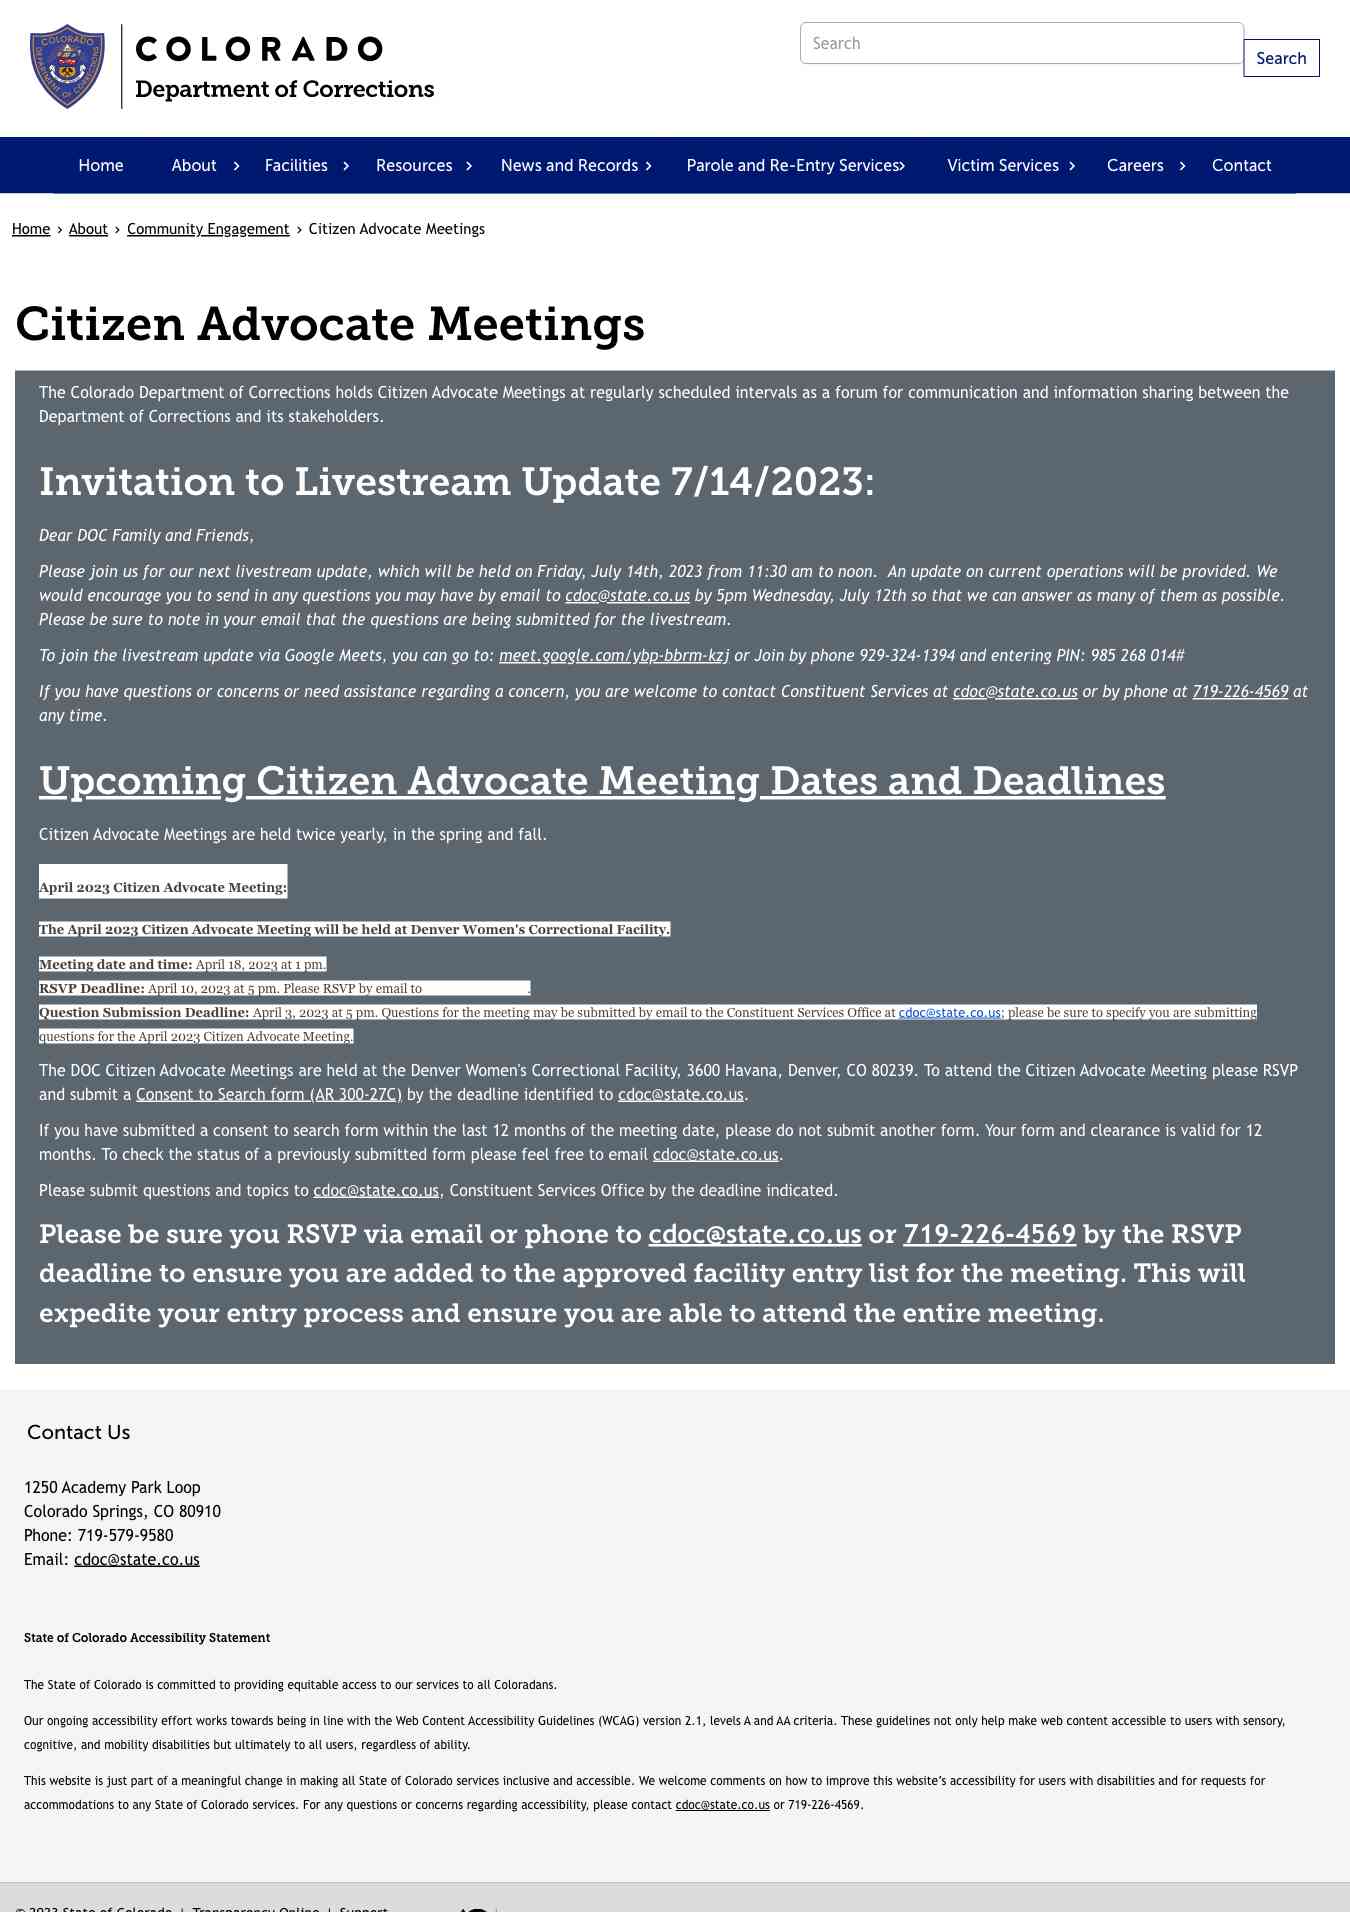 COLORADO
Department of Corrections
Search
Search
Home About Facilities Resources News and Records Parole and Re-Entry Services Victim Services Careers Contact
Home › About › Community Engagement › Citizen Advocate Meetings
Citizen Advocate Meetings
The Colorado Department of Corrections holds Citizen Advocate Meetings at regularly scheduled intervals as a forum for communication and information sharing between the
Department of Corrections and its stakeholders.
Invitation to Livestream Update 7/14/2023:
Dear DOC Family and Friends,
Please join us for our next livestream update, which will be held on Friday, July 14th, 2023 from 11:30 am to noon.  An update on current operations will be provided. We
would encourage you to send in any questions you may have by email to cdoc@state.co.us by 5pm Wednesday, July 12th so that we can answer as many of them as possible.
Please be sure to note in your email that the questions are being submitted for the livestream.
To join the livestream update via Google Meets, you can go to: meet.google.com/ybp-bbrm-kzj or Join by phone 929-324-1394 and entering PIN: 985 268 014#
If you have questions or concerns or need assistance regarding a concern, you are welcome to contact Constituent Services at cdoc@state.co.us or by phone at 719-226-4569 at
any time.
Upcoming Citizen Advocate Meeting Dates and Deadlines
Citizen Advocate Meetings are held twice yearly, in the spring and fall.
April 2023 Citizen Advocate Meeting:
The April 2023 Citizen Advocate Meeting will be held at Denver Women's Correctional Facility.
Meeting date and time: April 18, 2023 at 1 pm.
RSVP Deadline: April 10, 2023 at 5 pm. Please RSVP by email to .
Question Submission Deadline: April 3, 2023 at 5 pm. Questions for the meeting may be submitted by email to the Constituent Services Office at cdoc@state.co.us; please be sure to specify you are submitting
questions for the April 2023 Citizen Advocate Meeting.
The DOC Citizen Advocate Meetings are held at the Denver Women's Correctional Facility, 3600 Havana, Denver, CO 80239. To attend the Citizen Advocate Meeting please RSVP
and submit a Consent to Search form (AR 300-27C) by the deadline identified to cdoc@state.co.us.
If you have submitted a consent to search form within the last 12 months of the meeting date, please do not submit another form. Your form and clearance is valid for 12
months. To check the status of a previously submitted form please feel free to email cdoc@state.co.us.
Please submit questions and topics to cdoc@state.co.us, Constituent Services Office by the deadline indicated.
Please be sure you RSVP via email or phone to cdoc@state.co.us or 719-226-4569 by the RSVP
deadline to ensure you are added to the approved facility entry list for the meeting. This will
expedite your entry process and ensure you are able to attend the entire meeting.
Contact Us
1250 Academy Park Loop
Colorado Springs, CO 80910
Phone: 719-579-9580
Email: cdoc@state.co.us
State of Colorado Accessibility Statement
The State of Colorado is committed to providing equitable access to our services to all Coloradans.
Our ongoing accessibility effort works towards being in line with the Web Content Accessibility Guidelines (WCAG) version 2.1, levels A and AA criteria. These guidelines not only help make web content accessible to users with sensory,
cognitive, and mobility disabilities but ultimately to all users, regardless of ability.
This website is just part of a meaningful change in making all State of Colorado services inclusive and accessible. We welcome comments on how to improve this website's accessibility for users with disabilities and for requests for
accommodations to any State of Colorado services. For any questions or concerns regarding accessibility, please contact cdoc@state.co.us or 719-226-4569.
© 2023 State of Colorado | Transparency Online | Support